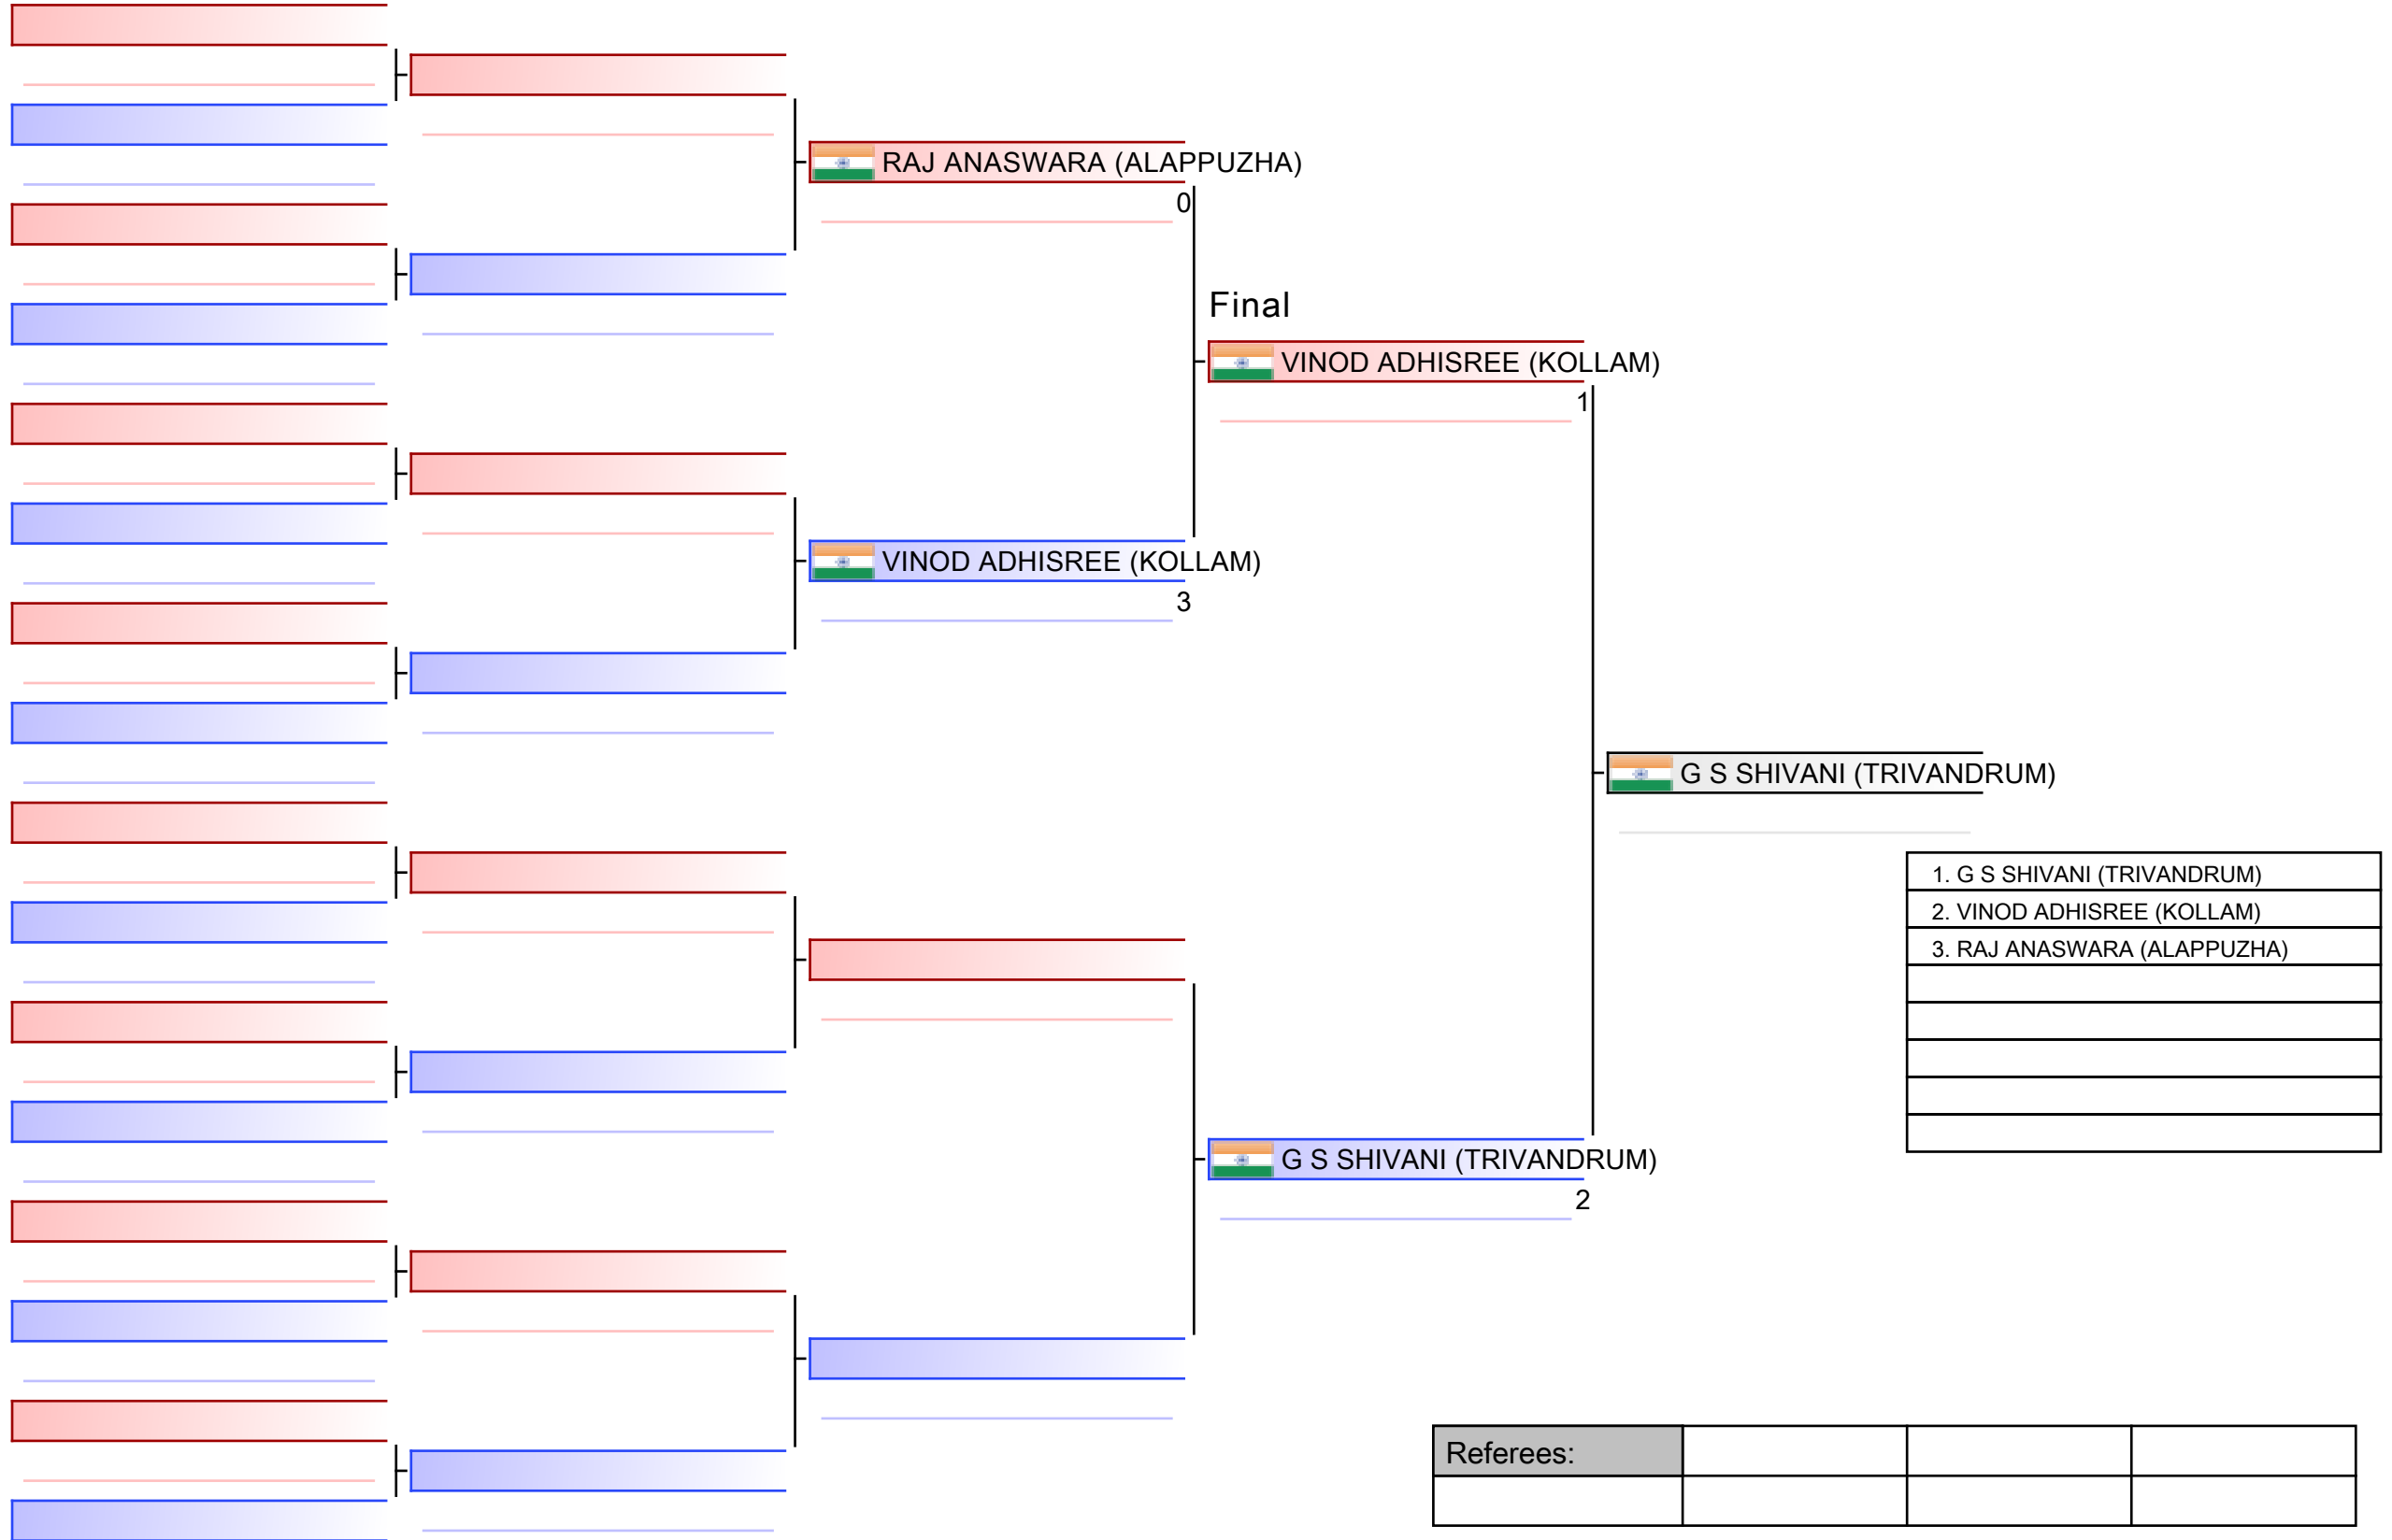 RAJ ANASWARA (ALAPPUZHA)
0
Final
VINOD ADHISREE (KOLLAM)
1
VINOD ADHISREE (KOLLAM)
3
G S SHIVANI (TRIVANDRUM)
1. G S SHIVANI (TRIVANDRUM)
2. VINOD ADHISREE (KOLLAM)
3. RAJ ANASWARA (ALAPPUZHA)
G S SHIVANI (TRIVANDRUM)
2
Referees: